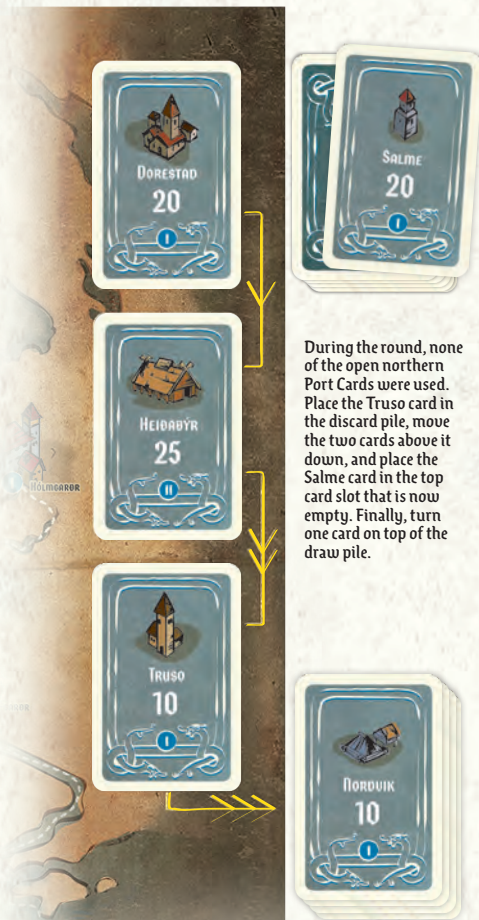 DORESTAD
20
I
SALME
20
I
During the round, none
of the open northern
Port Cards were used.
Place the Truso card in
the discard pile, move
the two cards above it
down, and place the
Salme card in the top
card slot that is now
empty. Finally, turn
one card on top of the
draw pile.
HEIÐABÝR
25
II
HÓLMGARÐR
TRUSO
10
I
NORDVIK
10
I